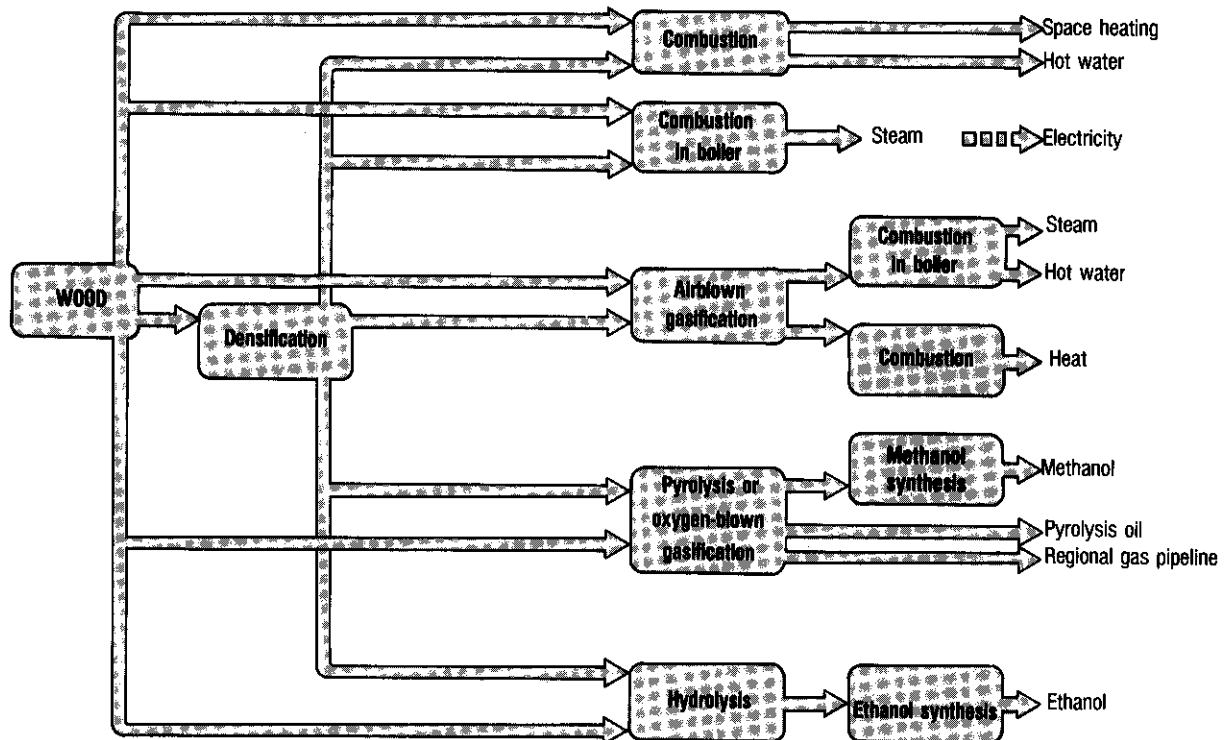 Space heating
Combustion
Hot water
Combustion
in boiler
Steam
Electricity
Steam
Combustion
in boiler
Hot water
WOOD
Airblown
gasification
Densification
Combustion
Heat
Methanol
synthesis
Methanol
Pyrolysis or
oxygen-blown
gasification
Pyrolysis oil
Regional gas pipeline
Hydrolysis
Ethanol synthesis
Ethanol